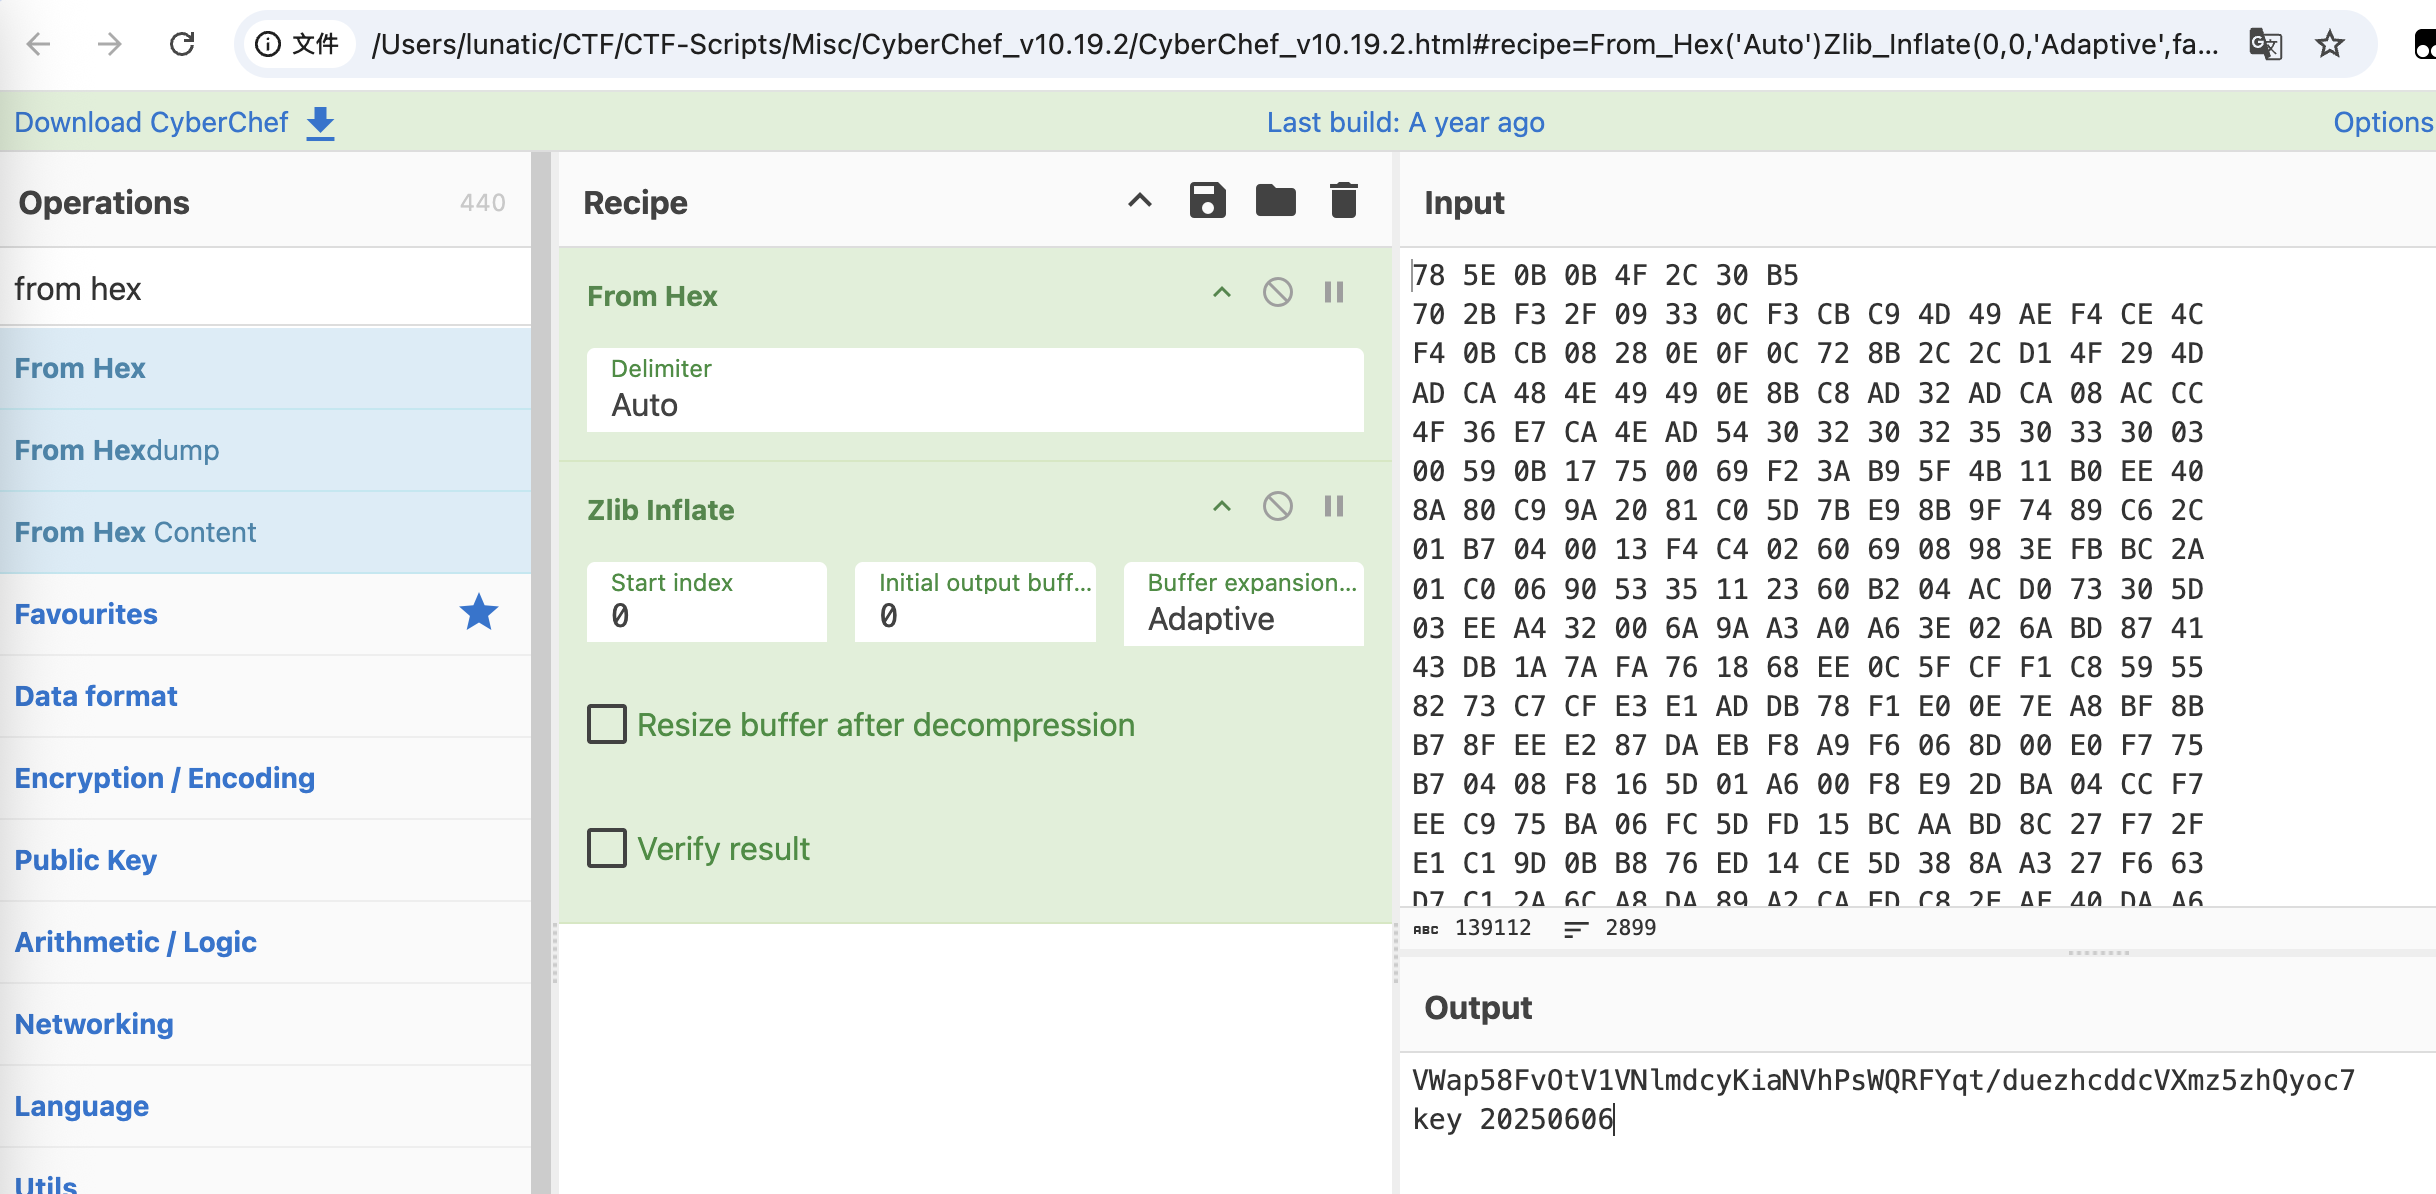 文件 /Users/lunatic/CTF/CTF-Scripts/Misc/CyberChef_v10.19.2/CyberChef_v10.19.2.html#recipe=From_Hex('Auto')Zlib_Inflate(0,0,'Adaptive',fa...
Download CyberChef
Last build: A year ago
Options
Operations 440
from hex
From Hex
From Hexdump
From Hex Content
Favourites
Data format
Encryption / Encoding
Public Key
Arithmetic / Logic
Networking
Language
Utils
Recipe
From Hex
Delimiter
Auto
Zlib Inflate
Start index
0
Initial output buff...
0
Buffer expansion...
Adaptive
Resize buffer after decompression
Verify result
Input
78 5E 0B 0B 4F 2C 30 B5
70 2B F3 2F 09 33 0C F3 CB C9 4D 49 AE F4 CE 4C
F4 0B CB 08 28 0E 0F 0C 72 8B 2C 2C D1 4F 29 4D
AD CA 48 4E 49 49 0E 8B C8 AD 32 AD CA 08 AC CC
4F 36 E7 CA 4E AD 54 30 32 30 32 35 30 33 30 03
00 59 0B 17 75 00 69 F2 3A B9 5F 4B 11 B0 EE 40
8A 80 C9 9A 20 81 C0 5D 7B E9 8B 9F 74 89 C6 2C
01 B7 04 00 13 F4 C4 02 60 69 08 98 3E FB BC 2A
01 C0 06 90 53 35 11 23 60 B2 04 AC D0 73 30 5D
03 EE A4 32 00 6A 9A A3 A0 A6 3E 02 6A BD 87 41
43 DB 1A 7A FA 76 18 68 EE 0C 5F CF F1 C8 59 55
82 73 C7 CF E3 E1 AD DB 78 F1 E0 0E 7E A8 BF 8B
B7 8F EE E2 87 DA EB F8 A9 F6 06 8D 00 E0 F7 75
B7 04 08 F8 16 5D 01 A6 00 F8 E9 2D BA 04 CC F7
EE C9 75 BA 06 FC 5D FD 15 BC AA BD 8C 27 F7 2F
E1 C1 9D 0B B8 76 ED 14 CE 5D 38 8A A3 27 F6 63
D7 C1 2A 6C A8 DA 89 A2 CA ED C8 2E AE 40 DA A6
ABC 139112 2899
Output
VWap58FvOtV1VNlmdcyKiaNVhPsWQRFYqt/duezhcddcVXmz5zhQyoc7
key 20250606